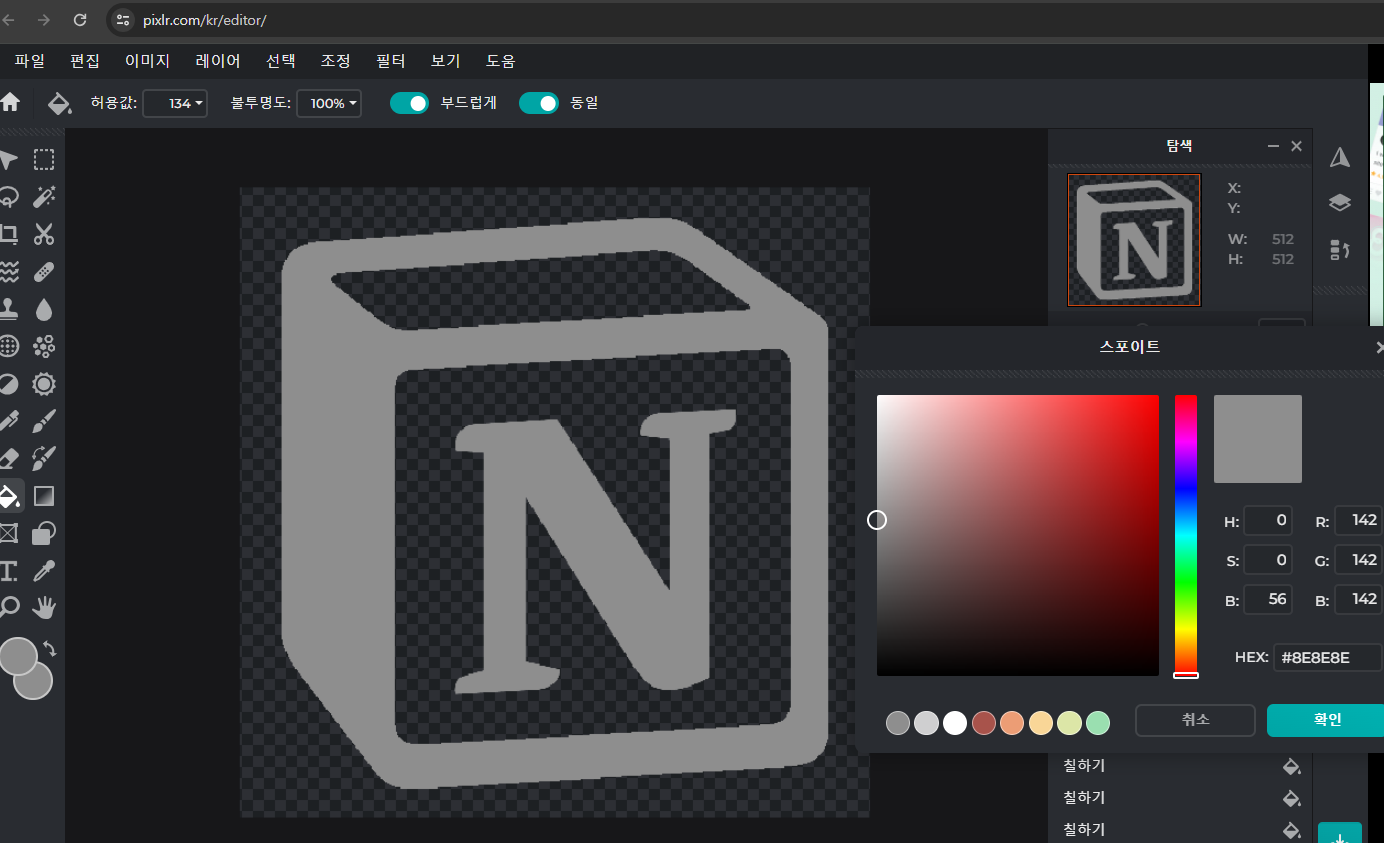 pixlr.com/kr/editor/
파일 편집 이미지 레이어 선택 조정 필터 보기 도움
허용값: 134 불투명도: 100% 부드럽게 동일
탐색
X:
Y:
W: 512
H: 512
N
N
스포이트
H: 0 R: 142
S: 0 G: 142
B: 56 B: 142
HEX: #8E8E8E
취소 확인
칠하기
칠하기
칠하기